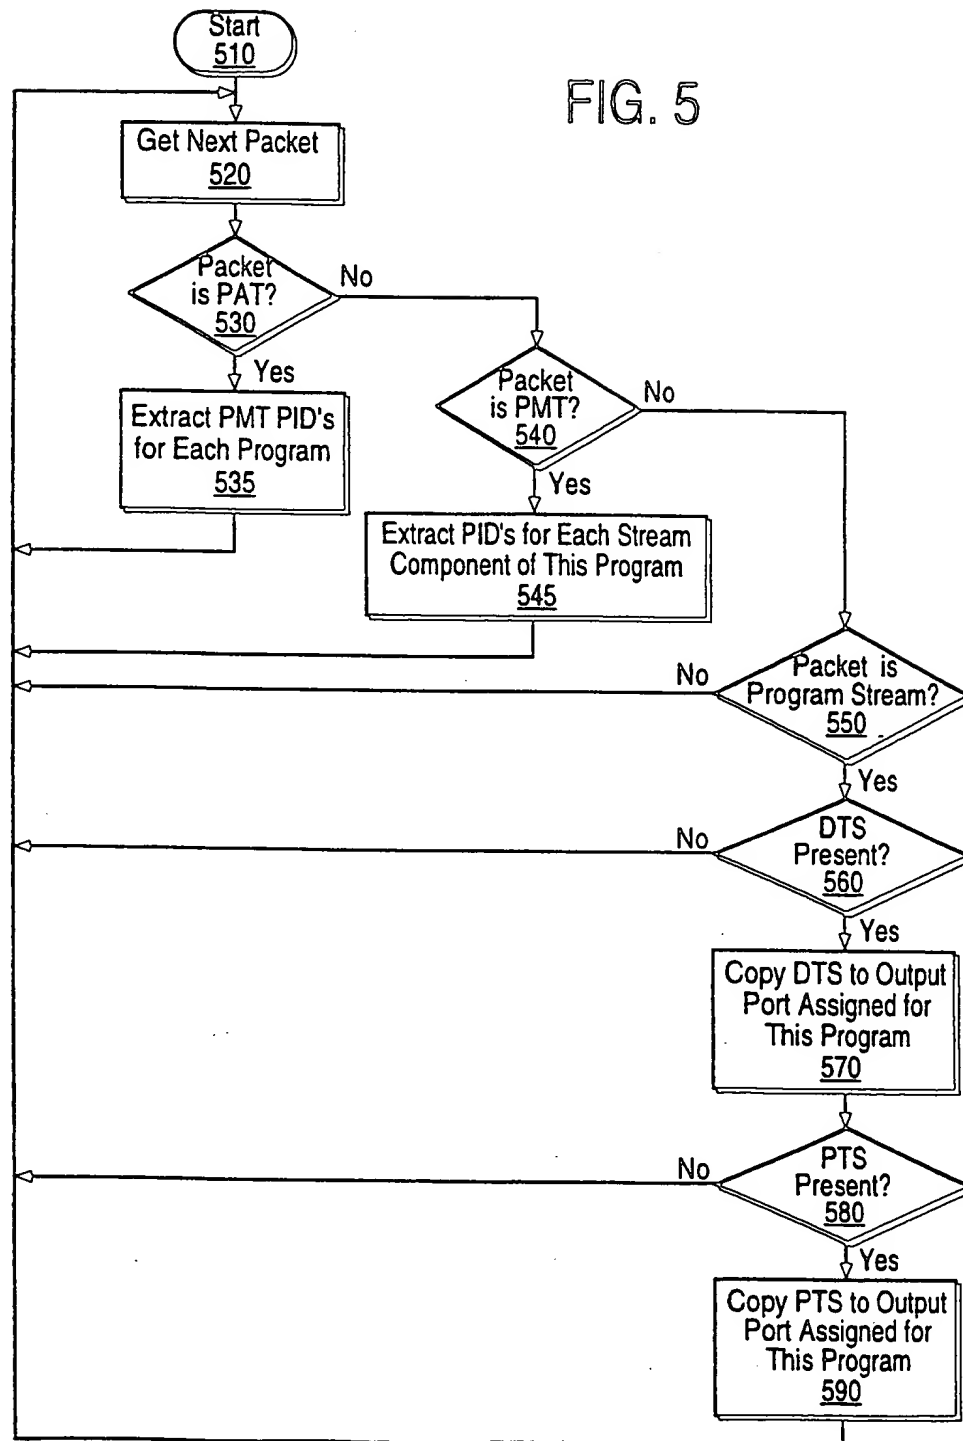 Start
510
FIG. 5
Get Next Packet
520
Packet
is PAT?
530
No
Yes
Extract PMT PID's
for Each Program
535
Packet
is PMT?
540
No
Yes
Extract PID's for Each Stream
Component of This Program
545
Packet is
Program Stream?
550
No
Yes
DTS
Present?
560
No
Yes
Copy DTS to Output
Port Assigned for
This Program
570
PTS
Present?
580
No
Yes
Copy PTS to Output
Port Assigned for
This Program
590